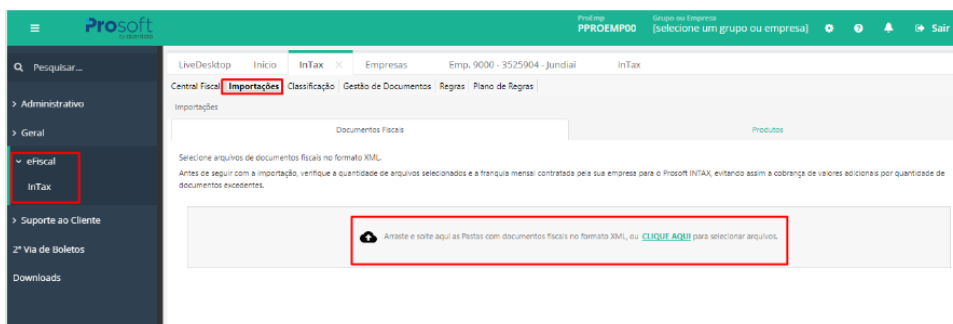 Prosoft
ProEmp
PPROEMP00
Grupo ou Empresa
[selecione um grupo ou empresa]
Sair
Pesquisar...
Administrativo
Geral
eFiscal
InTax
Suporte ao Cliente
2ª Via de Boletos
Downloads
LiveDesktop Inicio InTax Empresas Emp. 9000 - 3525904 - Jundiai InTax
Central Fiscal Importações Classificação Gestão de Documentos Regras Plano de Regras
Importações
Documentos Fiscais Produtos
Selecione arquivos de documentos fiscais no formato XML.
Antes de seguir com a importação, verifique a quantidade de arquivos selecionados e a franquia mensal contratada pela sua empresa para o Prosoft INTAX, evitando assim a cobrança de valores adicionais por quantidade de
documentos excedentes.
Arraste e solte aqui as Pastas com documentos fiscais no formato XML, ou CLIQUE AQUI para selecionar arquivos.